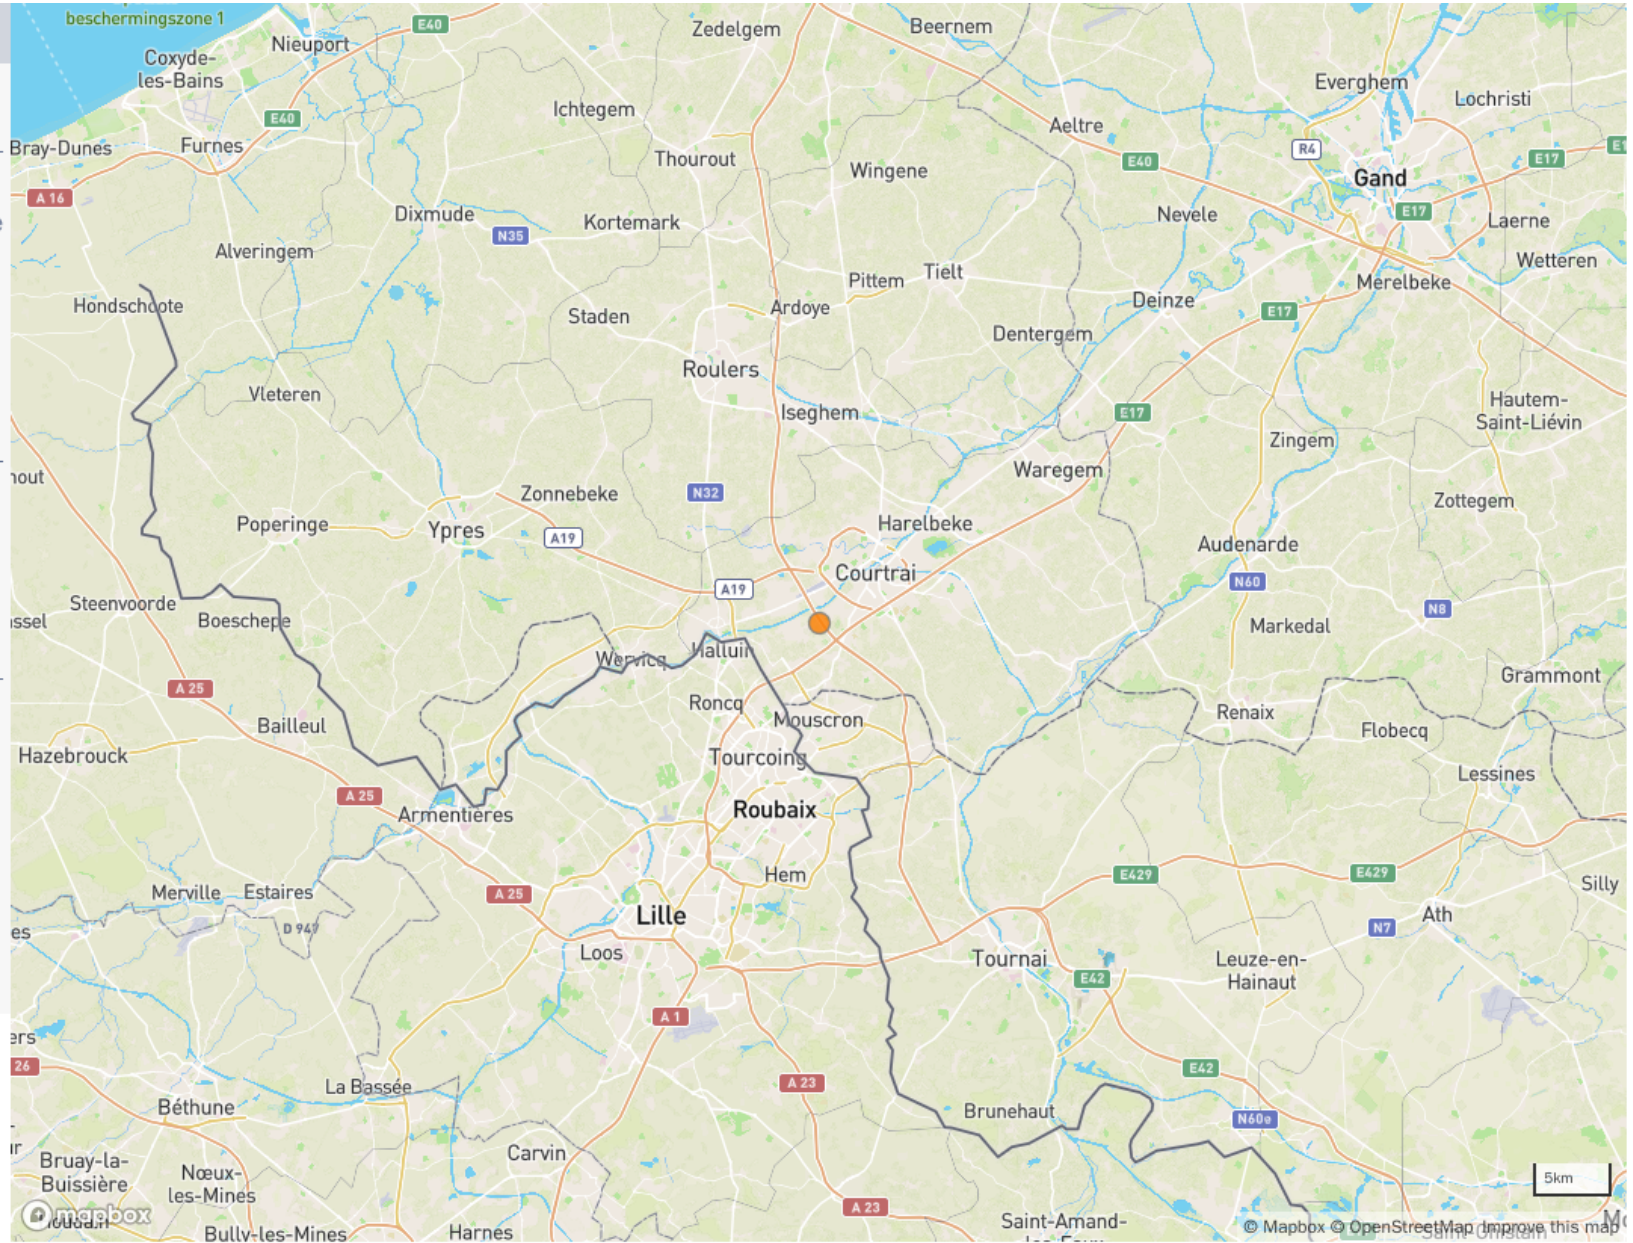 beschermingszone 1
E40
Zedelgem
Beernem
Nieuport
Coxyde-
les-Bains
Everghem
Lochristi
Ichtegem
E40
Aeltre
Bray-Dunes
Furnes
R4
Thourout
E40
E17
Wingene
Gand
A 16
Dixmude
Kortemark
Nevele
E17
Laerne
N35
Alveringem
Wetteren
Pittem
Tielt
Merelbeke
Hondschoote
Ardoye
Deinze
E17
Staden
Dentergem
Roulers
Vleteren
Iseghem
E17
Hautem-
Saint-Liévin
Zingem
Waregem
Zonnebeke
N32
Zottegem
Poperinge
Ypres
A19
Harelbeke
Audenarde
Courtrai
N60
A19
Steenvoorde
N8
Boeschepe
Markedal
Wervicq
Halluin
Grammont
A 25
Roncq
Mouscron
Renaix
Bailleul
Flobecq
Hazebrouck
Tourcoing
Lessines
A 25
Armentières
Roubaix
Hem
E429
E429
Merville
Estaires
A 25
Silly
Lille
Ath
D 947
N7
Loos
Tournai
Leuze-en-
Hainaut
E42
A 1
26
E42
La Bassée
A 23
Béthune
Brunehaut
N60e
Carvin
Bruay-la-
Buissière
Nœux-
les-Mines
5km
mapbox
A 23
Bully-les-Mines
Harnes
Saint-Amand-
les-Eaux
© Mapbox © OpenStreetMap Improve this map